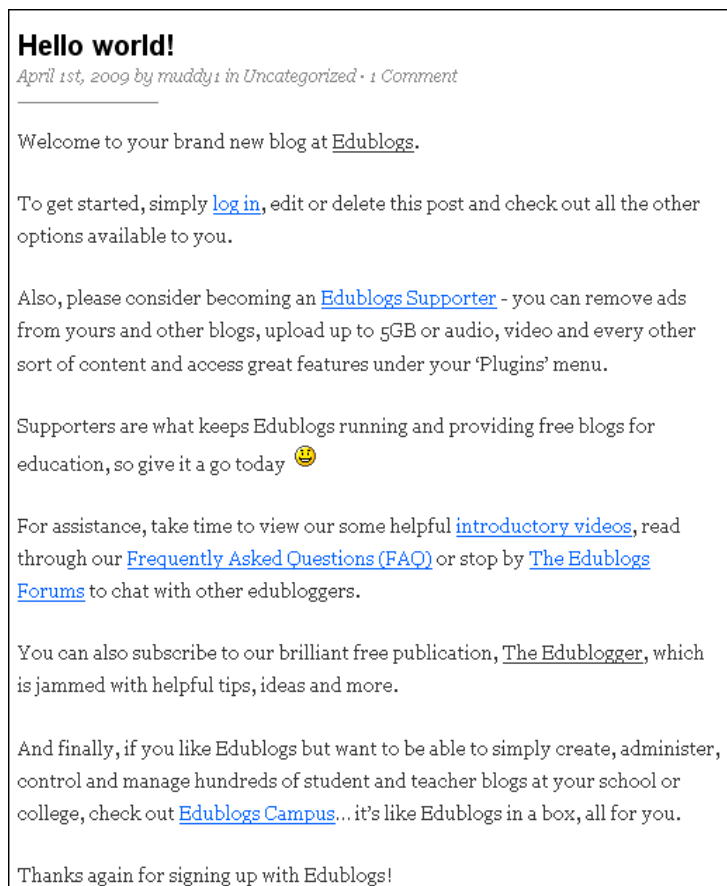 Hello world!
April 1st, 2009 by muddy1 in Uncategorized · 1 Comment
Welcome to your brand new blog at Edublogs.
To get started, simply log in, edit or delete this post and check out all the other
options available to you.
Also, please consider becoming an Edublogs Supporter - you can remove ads
from yours and other blogs, upload up to 5GB or audio, video and every other
sort of content and access great features under your ‘Plugins’ menu.
Supporters are what keeps Edublogs running and providing free blogs for
education, so give it a go today
For assistance, take time to view our some helpful introductory videos, read
through our Frequently Asked Questions (FAQ) or stop by The Edublogs
Forums to chat with other edubloggers.
You can also subscribe to our brilliant free publication, The Edublogger, which
is jammed with helpful tips, ideas and more.
And finally, if you like Edublogs but want to be able to simply create, administer,
control and manage hundreds of student and teacher blogs at your school or
college, check out Edublogs Campus… it’s like Edublogs in a box, all for you.
Thanks again for signing up with Edublogs!